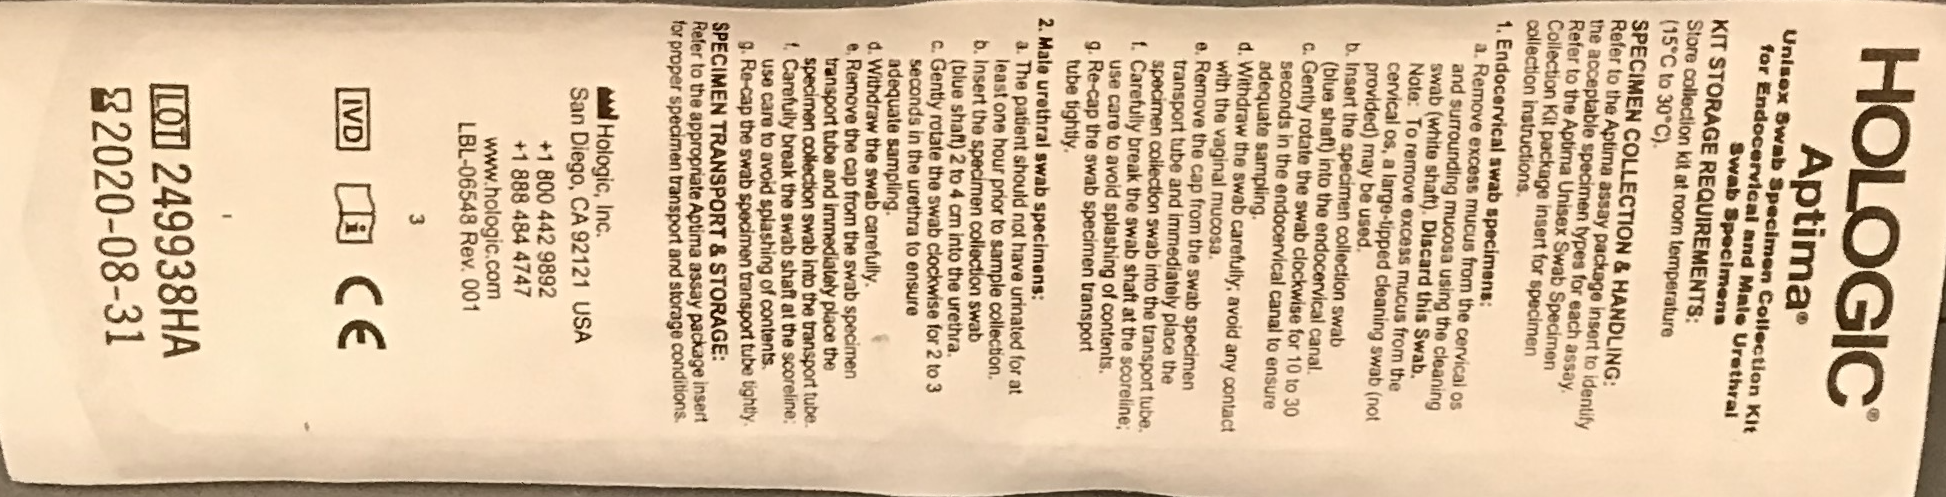 HOLOGIC®
Aptima®
Unisex Swab Specimen Collection Kit
for Endocervical and Male Urethral
Swab Specimens
KIT STORAGE REQUIREMENTS:
Store collection kit at room temperature
(15°C to 30°C).
SPECIMEN COLLECTION & HANDLING:
Refer to the Aptima assay package insert to identify
the acceptable specimen types for each assay.
Refer to the Aptima Unisex Swab Specimen
Collection Kit package insert for specimen
collection instructions.
1. Endocervical swab specimens:
a. Remove excess mucus from the cervical os
and surrounding mucosa using the cleaning
swab (white shaft). Discard this Swab.
Note: To remove excess mucus from the
cervical os, a large-tipped cleaning swab (not
provided) may be used.
b. Insert the specimen collection swab
(blue shaft) into the endocervical canal.
c. Gently rotate the swab clockwise for 10 to 30
seconds in the endocervical canal to ensure
adequate sampling.
d. Withdraw the swab carefully; avoid any contact
with the vaginal mucosa.
e. Remove the cap from the swab specimen
transport tube and immediately place the
specimen collection swab into the transport tube.
f. Carefully break the swab shaft at the scoreline;
use care to avoid splashing of contents.
g. Re-cap the swab specimen transport
tube tightly.
2. Male urethral swab specimens:
a. The patient should not have urinated for at
least one hour prior to sample collection.
b. Insert the specimen collection swab
(blue shaft) 2 to 4 cm into the urethra.
c. Gently rotate the swab clockwise for 2 to 3
seconds in the urethra to ensure
adequate sampling.
d. Withdraw the swab carefully.
e. Remove the cap from the swab specimen
transport tube and immediately place the
specimen collection swab into the transport tube.
f. Carefully break the swab shaft at the scoreline;
use care to avoid splashing of contents.
g. Re-cap the swab specimen transport tube tightly.
SPECIMEN TRANSPORT & STORAGE:
Refer to the appropriate Aptima assay package insert
for proper specimen transport and storage conditions.
Hologic, Inc.
San Diego, CA 92121 USA
+1 800 442 9892
+1 888 484 4747
www.hologic.com
LBL-06548 Rev. 001
3
IVD i CE
LOT 249938HA
2020-08-31